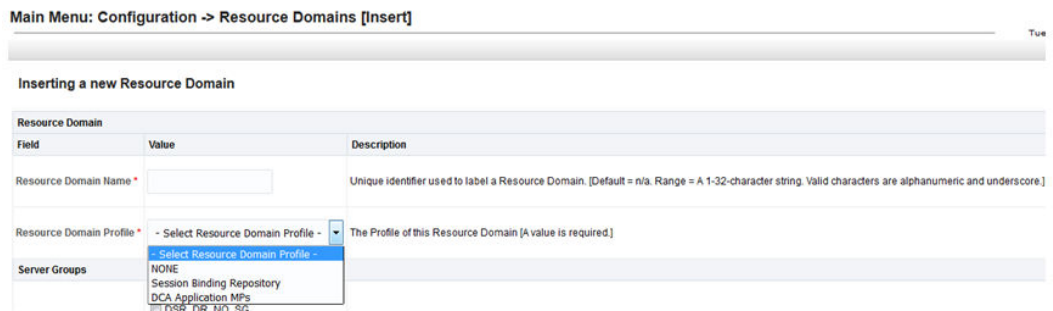 Main Menu: Configuration -> Resource Domains [Insert]
Tue
Inserting a new Resource Domain
Resource Domain
Field Value Description
Resource Domain Name * Unique identifier used to label a Resource Domain. [Default = n/a. Range = A 1-32-character string. Valid characters are alphanumeric and underscore.]
Resource Domain Profile * - Select Resource Domain Profile - The Profile of this Resource Domain [A value is required.]
- Select Resource Domain Profile -
Server Groups NONE
Session Binding Repository
DCA Application MPs
DSR_DR_NO_SG